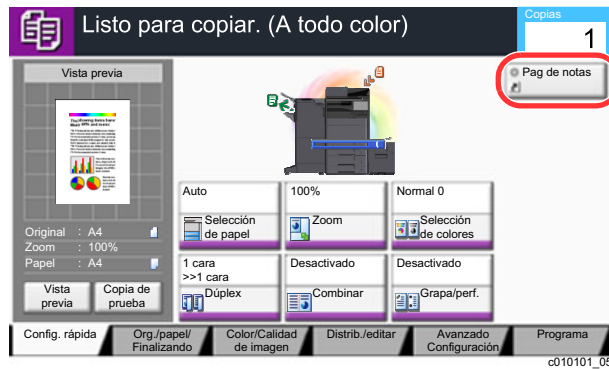 Listo para copiar. (A todo color)
Copias
1
Vista previa
Pag de notas
Original : A4
Zoom : 100%
Papel : A4
Vista
previa
Copia de
prueba
Auto
Selección
de papel
100%
Zoom
Normal 0
Selección
de colores
1 cara
>>1 cara
Dúplex
Desactivado
Combinar
Desactivado
Grapa/perf.
Config. rápida
Org./papel/
Finalizando
Color/Calidad
de imagen
Distrib./editar
Avanzado
Configuración
Programa
c010101_05